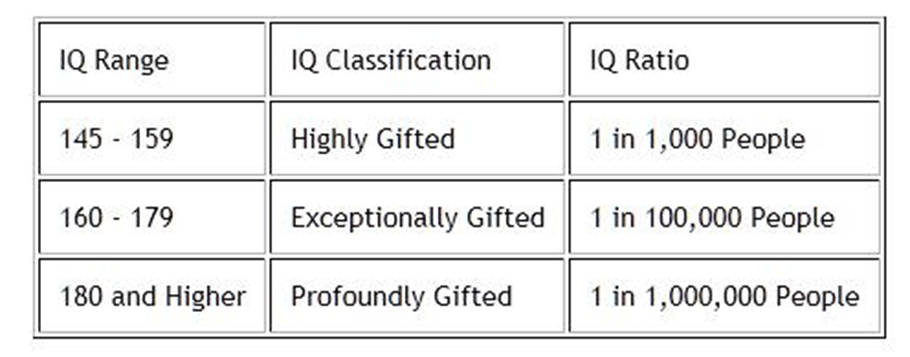 IQ Range IQ Classification IQ Ratio
145 - 159 Highly Gifted 1 in 1,000 People
160 - 179 Exceptionally Gifted 1 in 100,000 People
180 and Higher Profoundly Gifted 1 in 1,000,000 People